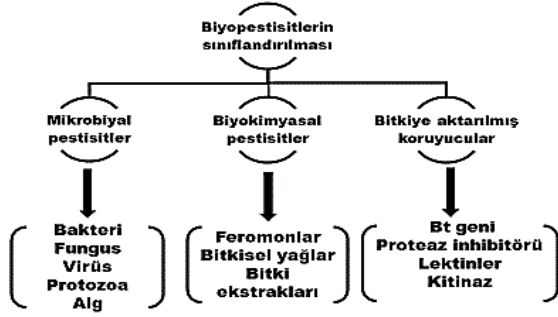 Biyopestisitlerin
sınıflandırılması
Mikrobiyal
pestisitler
Biyokimyasal
pestisitler
Bitkiye aktarılmış
koruyucular
Bakteri
Fungus
Virüs
Protozoa
Alg
Feromonlar
Bitkisel yağlar
Bitki
ekstrakları
Bt geni
Proteaz inhibitörü
Lektinler
Kitinaz